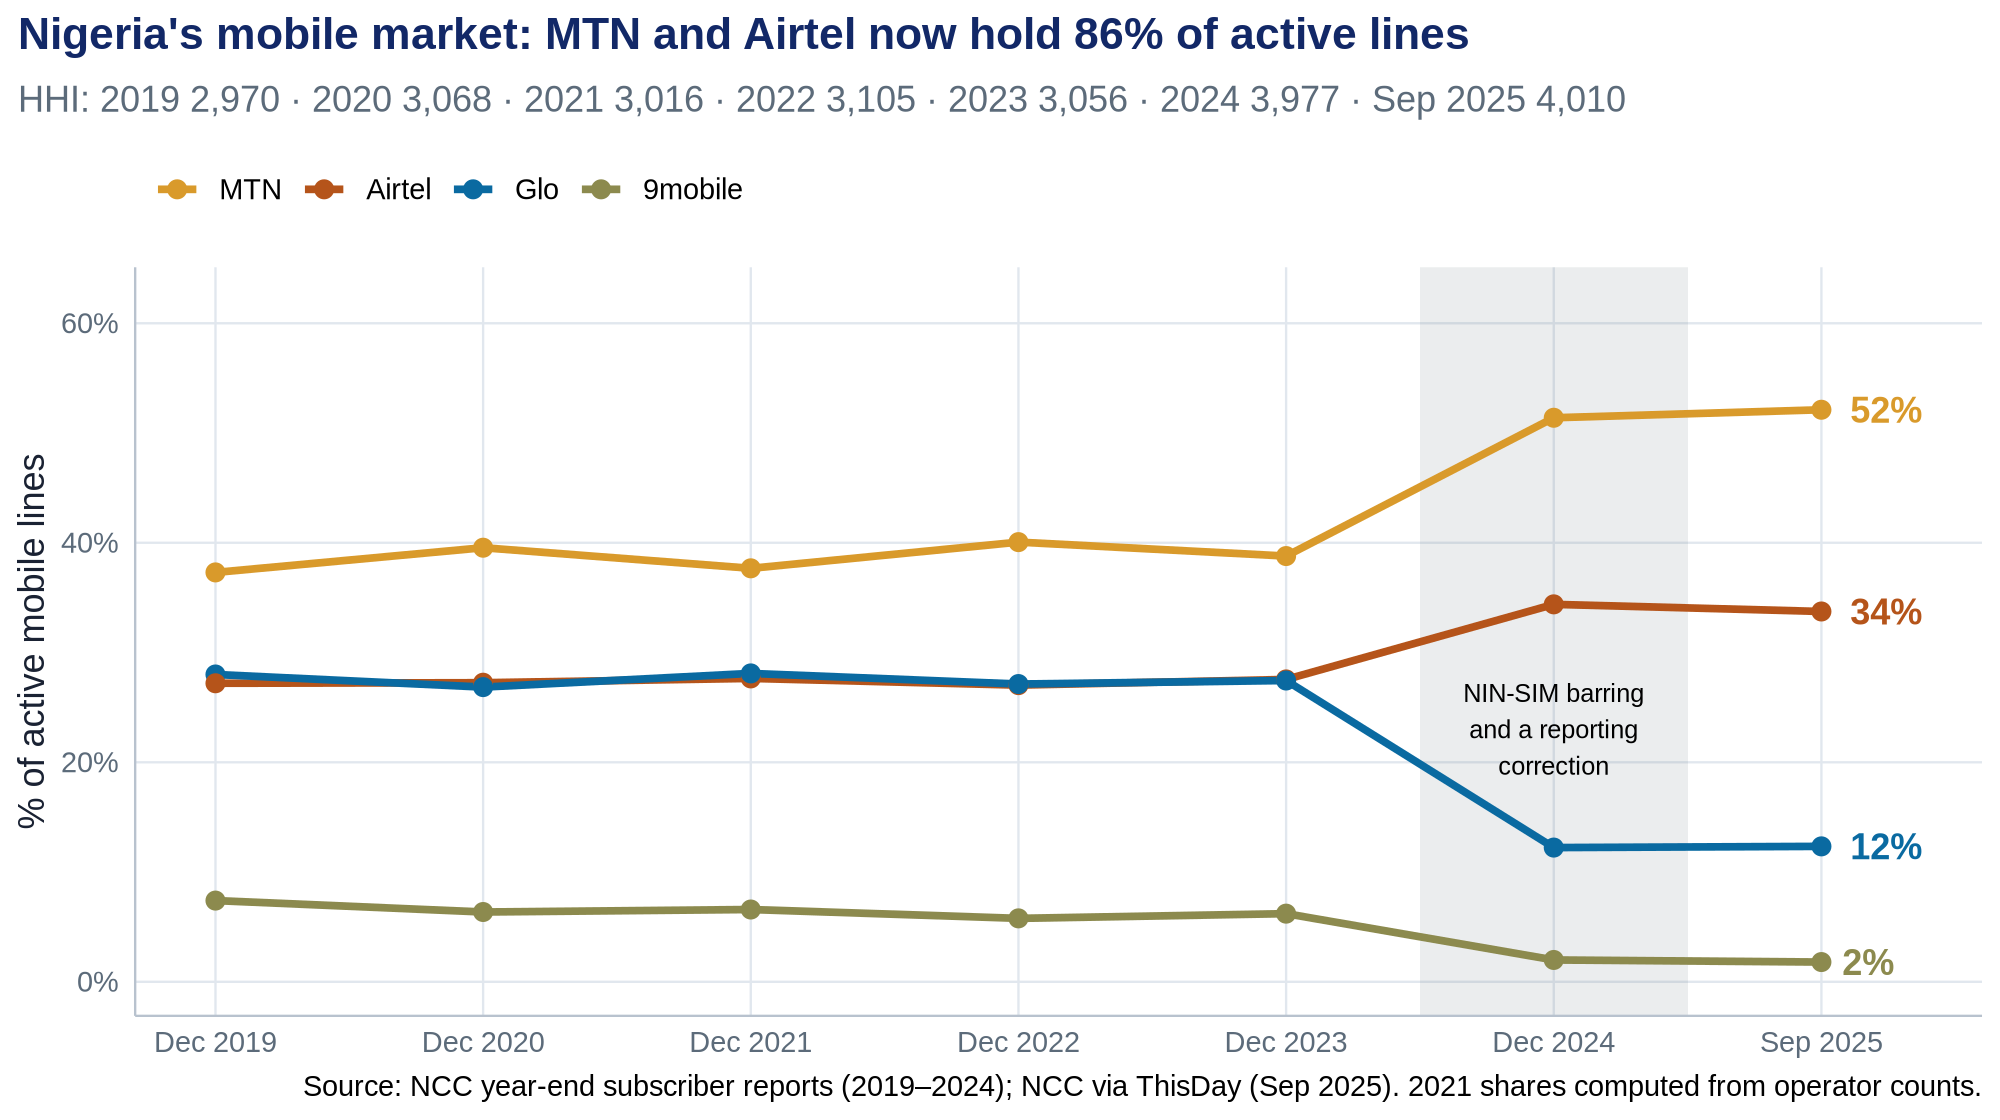 Nigeria's mobile market: MTN and Airtel now hold 86% of active lines
HHI: 2019 2,970 · 2020 3,068 · 2021 3,016 · 2022 3,105 · 2023 3,056 · 2024 3,977 · Sep 2025 4,010
MTN Airtel Glo 9mobile
% of active mobile lines
60%
40%
20%
0%
52%
34%
12%
2%
NIN-SIM barring
and a reporting
correction
Dec 2019 Dec 2020 Dec 2021 Dec 2022 Dec 2023 Dec 2024 Sep 2025
Source: NCC year-end subscriber reports (2019–2024); NCC via ThisDay (Sep 2025). 2021 shares computed from operator counts.